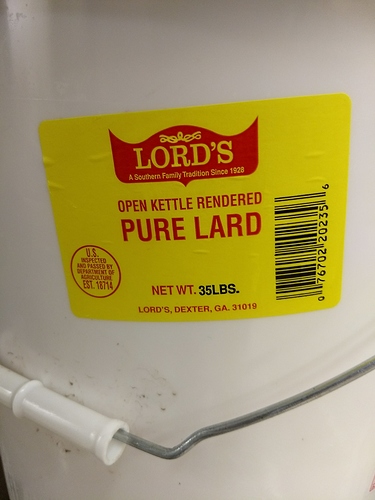 LORD'S
A Southern Family Tradition Since 1928
OPEN KETTLE RENDERED
PURE LARD
U.S.
INSPECTED
AND PASSED BY
DEPARTMENT OF
AGRICULTURE
EST. 18714
NET WT. 35LBS.
LORD'S, DEXTER, GA. 31019
0 76702 20235 6